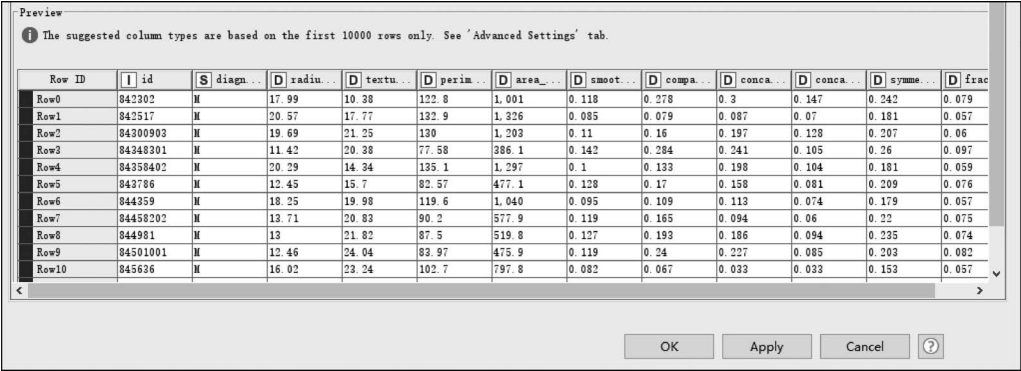 Preview
The suggested column types are based on the first 10000 rows only. See 'Advanced Settings' tab.
Row ID I id S diagn... D radiu... D textu... D perim... D area_... D smoot... D compa... D conca... D conca... D symme... D frac
Row0 842302 M 17.99 10.38 122.8 1,001 0.118 0.278 0.3 0.147 0.242 0.079
Row1 842517 M 20.57 17.77 132.9 1,326 0.085 0.079 0.087 0.07 0.181 0.057
Row2 84300903 M 19.69 21.25 130 1,203 0.11 0.16 0.197 0.128 0.207 0.06
Row3 84348301 M 11.42 20.38 77.58 386.1 0.142 0.284 0.241 0.105 0.26 0.097
Row4 84358402 M 20.29 14.34 135.1 1,297 0.1 0.133 0.198 0.104 0.181 0.059
Row5 843786 M 12.45 15.7 82.57 477.1 0.128 0.17 0.158 0.081 0.209 0.076
Row6 844359 M 18.25 19.98 119.6 1,040 0.095 0.109 0.113 0.074 0.179 0.057
Row7 84458202 M 13.71 20.83 90.2 577.9 0.119 0.165 0.094 0.06 0.22 0.075
Row8 844981 M 13 21.82 87.5 519.8 0.127 0.193 0.186 0.094 0.235 0.074
Row9 84501001 M 12.46 24.04 83.97 475.9 0.119 0.24 0.227 0.085 0.203 0.082
Row10 845636 M 16.02 23.24 102.7 797.8 0.082 0.067 0.033 0.033 0.153 0.057
OK Apply Cancel ?